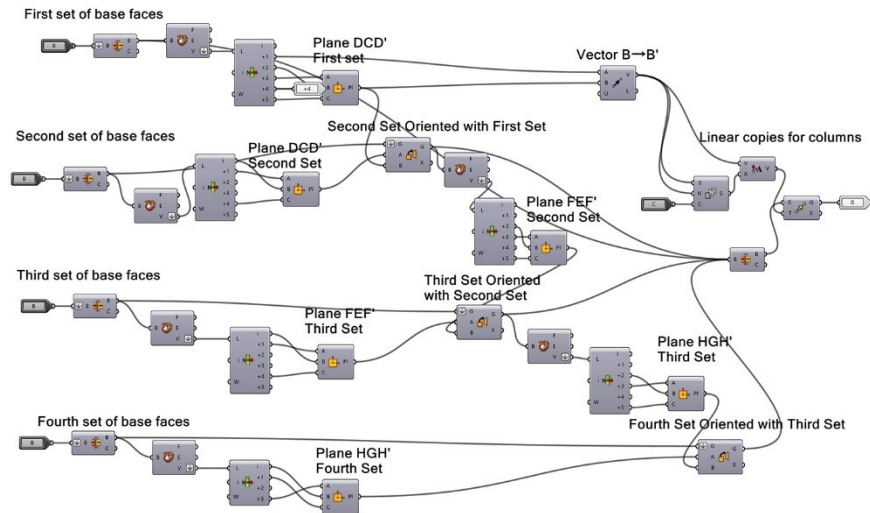 First set of base faces
Plane DCD'
First set
Vector B→B'
Second set of base faces
Plane DCD'
Second Set
Second Set Oriented with First Set
Linear copies for columns
Plane FEF'
Second Set
Third set of base faces
Third Set Oriented
with Second Set
Plane FEF'
Third Set
Plane HGH'
Third Set
Fourth set of base faces
Fourth Set Oriented with Third Set
Plane HGH'
Fourth Set